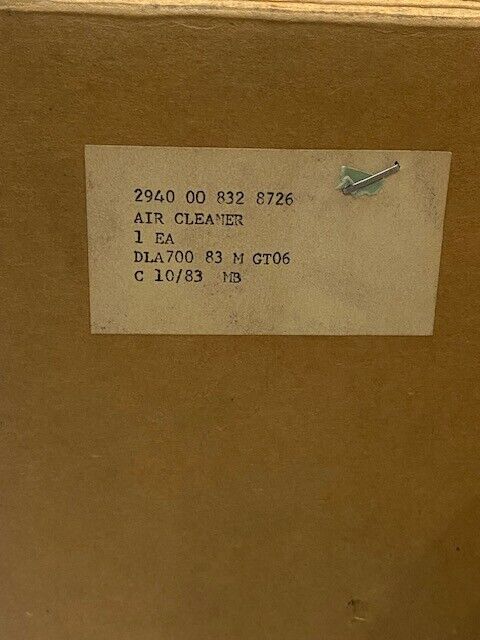 2940 00 832 8726
AIR CLEANER
1 EA
DLA700 83 M GT06
C 10/83 MB